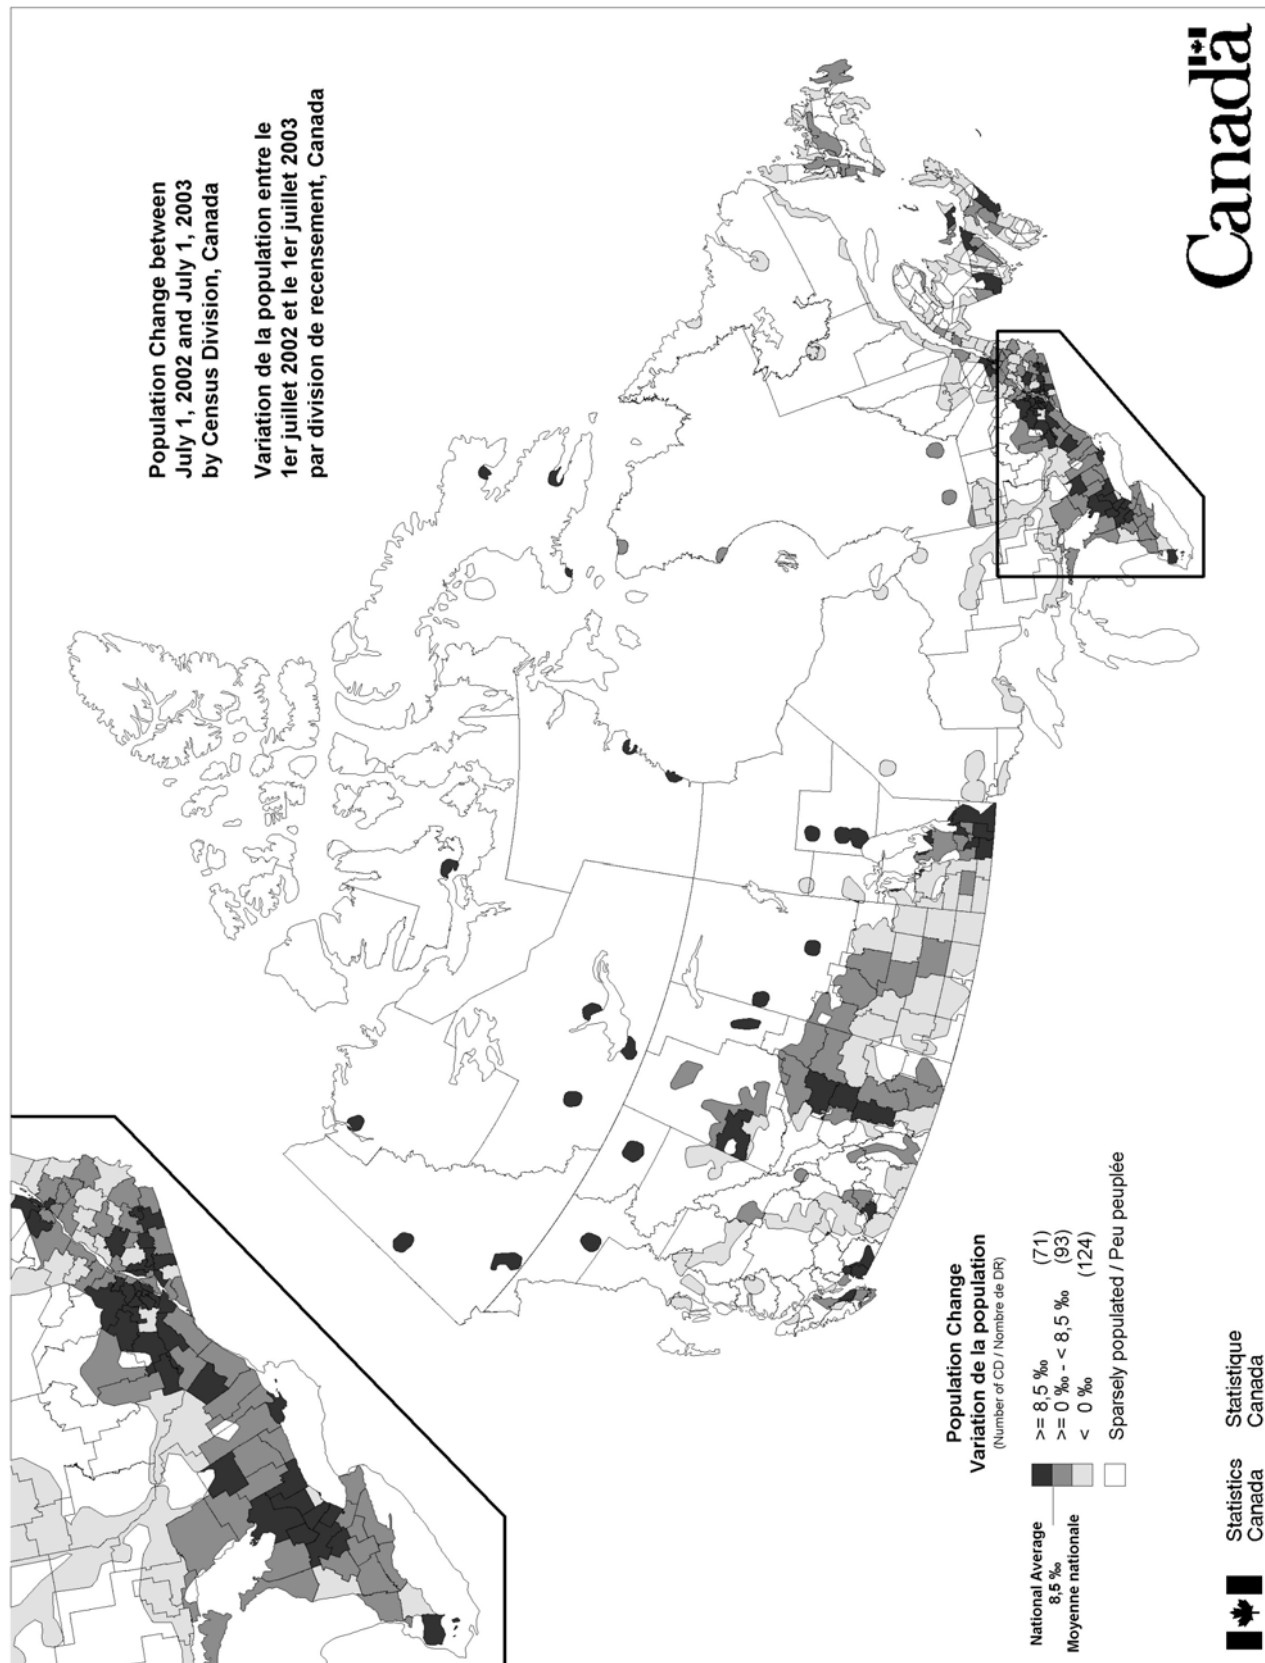 Population Change between
July 1, 2002 and July 1, 2003
by Census Division, Canada
Variation de la population entre le
1er juillet 2002 et le 1er juillet 2003
par division de recensement, Canada
Population Change
Variation de la population
(Number of CD / Nombre de DR)
>= 8,5 ‰ (71)
>= 0 ‰ - < 8,5 ‰ (93)
< 0 ‰ (124)
Sparsely populated / Peu peuplée
National Average
8,5 ‰
Moyenne nationale
Statistics Statistique
Canada Canada
Canada